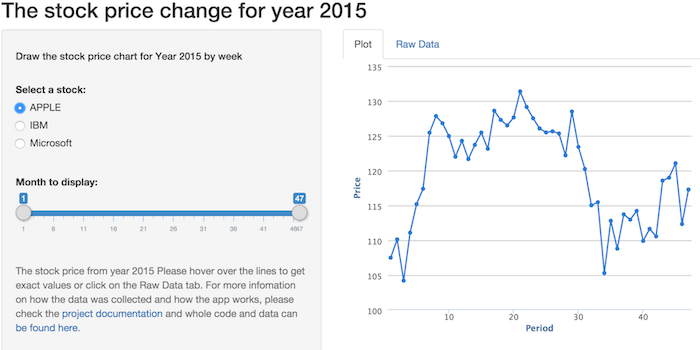 The stock price change for year 2015
Draw the stock price chart for Year 2015 by week
Select a stock:
APPLE
IBM
Microsoft
Month to display:
1
47
1
6
11
16
21
26
31
36
41
4647
The stock price from year 2015 Please hover over the lines to get
exact values or click on the Raw Data tab. For more infomation
on how the data was collected and how the app works, please
check the project documentation and whole code and data can
be found here.
Plot
Raw Data
135
130
125
120
115
110
105
100
Price
10
20
30
40
Period